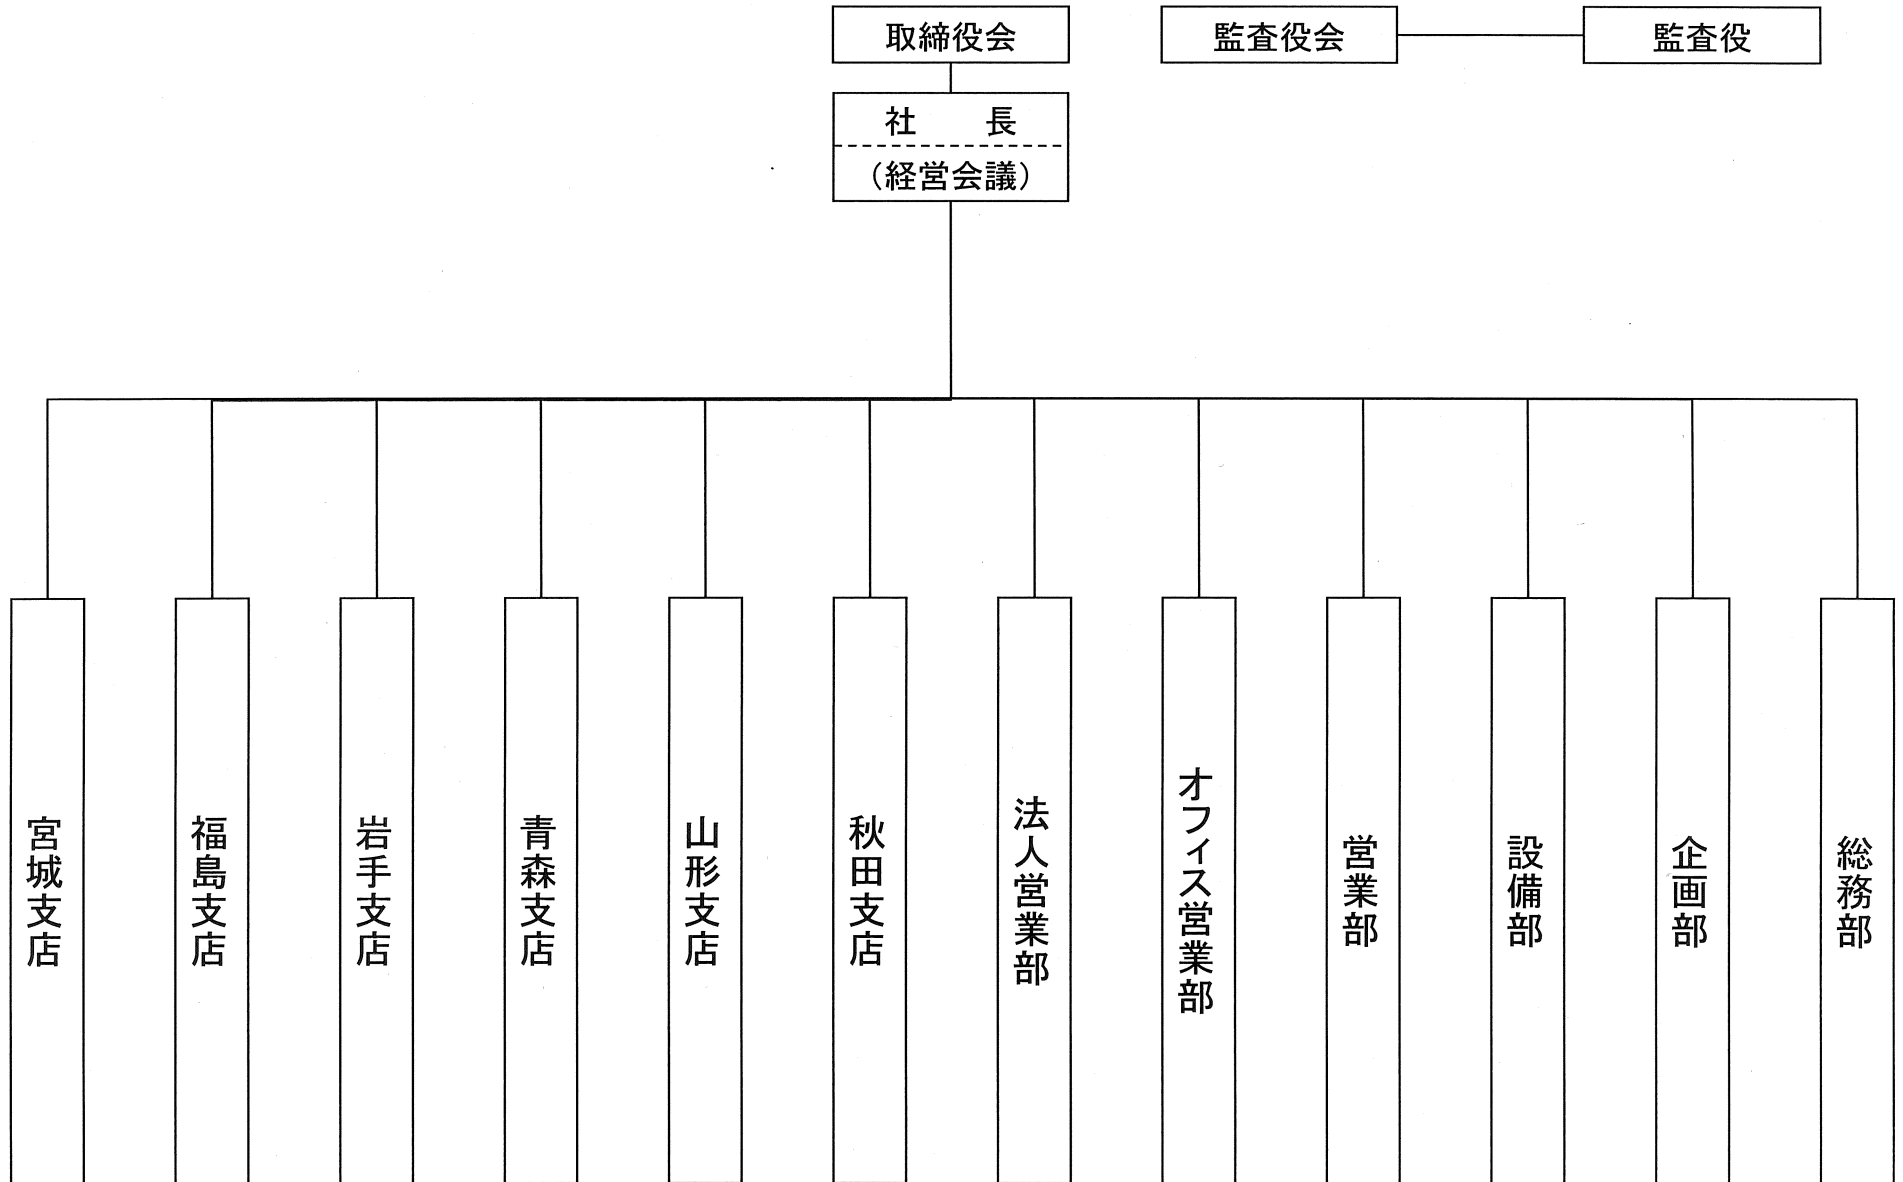 取締役会
監査役会
監査役
社　　長
（経営会議）
宮城支店
福島支店
岩手支店
青森支店
山形支店
秋田支店
法人営業部
オフィス営業部
営業部
設備部
企画部
総務部